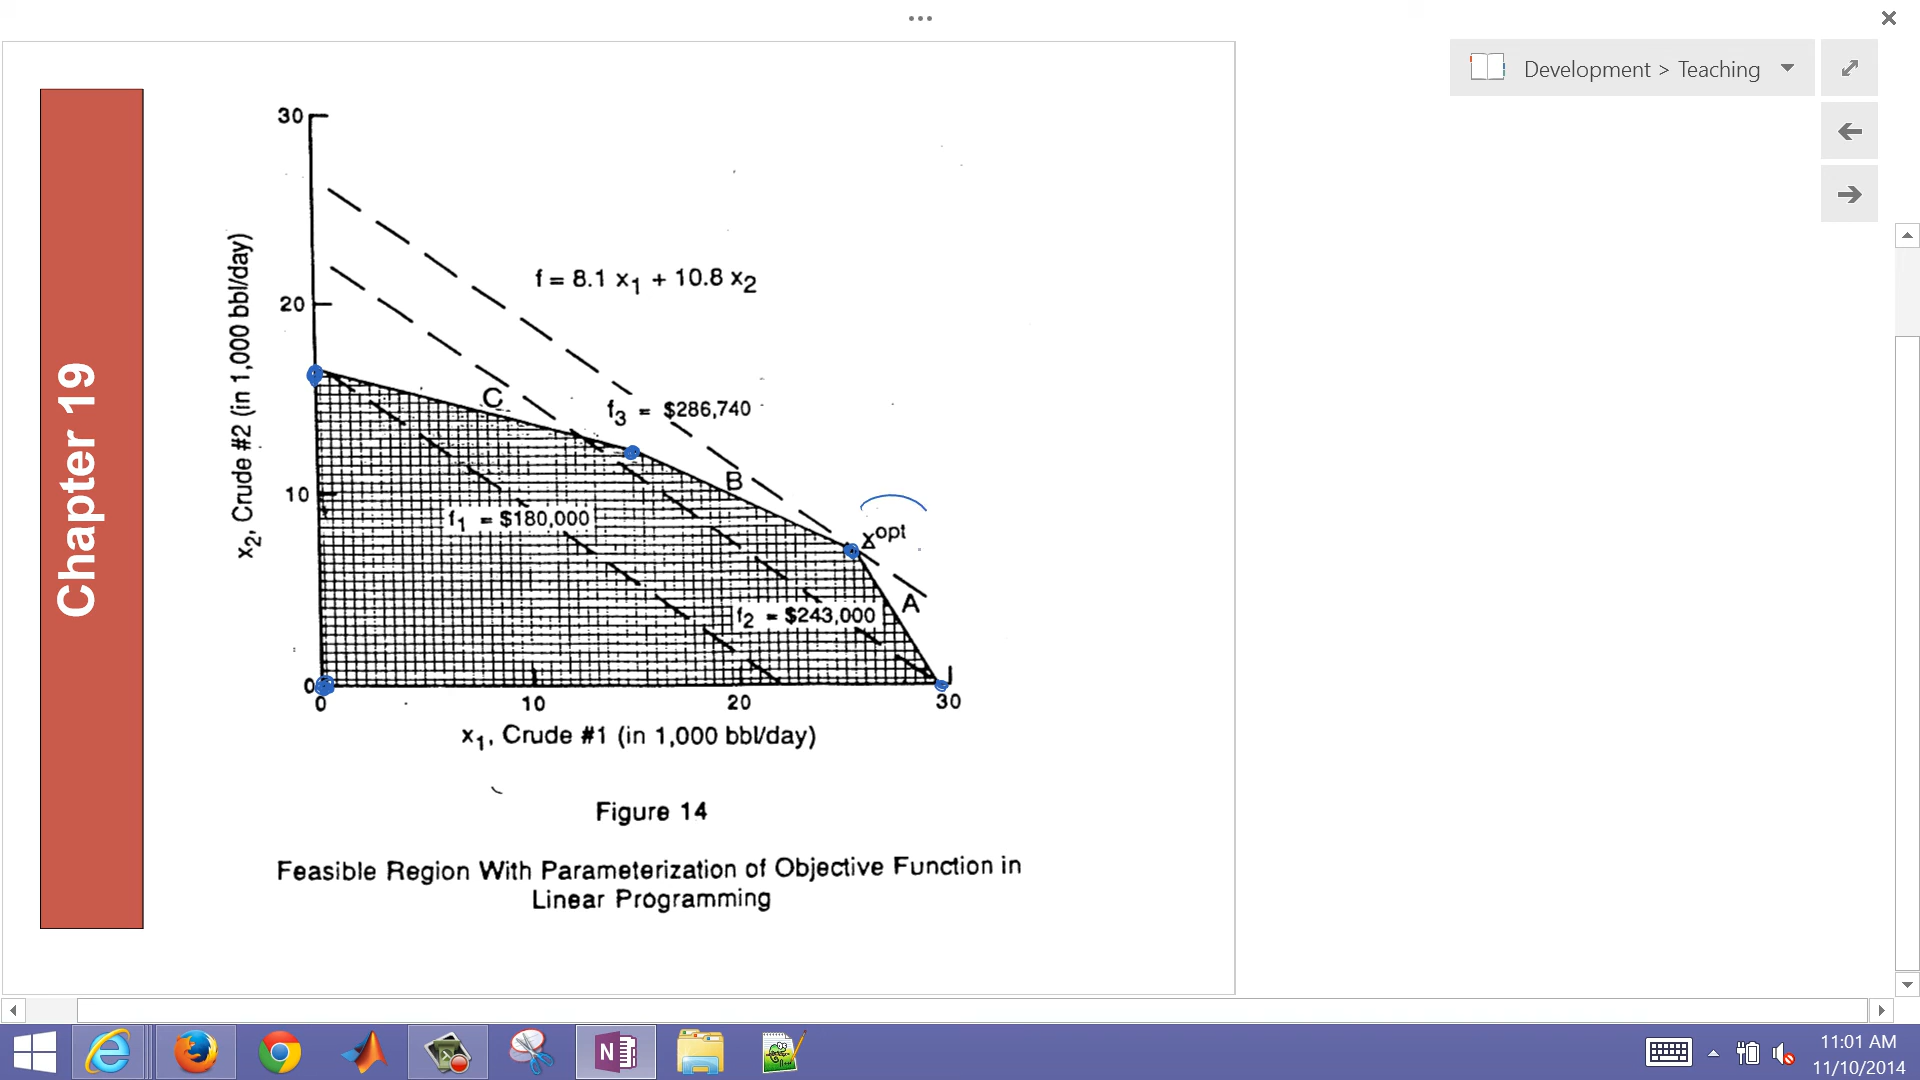 Development > Teaching
Chapter 19
30
20
10
0
x2, Crude #2 (in 1,000 bbl/day)
f = 8.1 x1 + 10.8 x2
C
f3 = $286,740
B
xopt
f1 = $180,000
A
f2 = $243,000
0
10
20
30
x1, Crude #1 (in 1,000 bbl/day)
Figure 14
Feasible Region With Parameterization of Objective Function in
Linear Programming
N
11:01 AM
11/10/2014